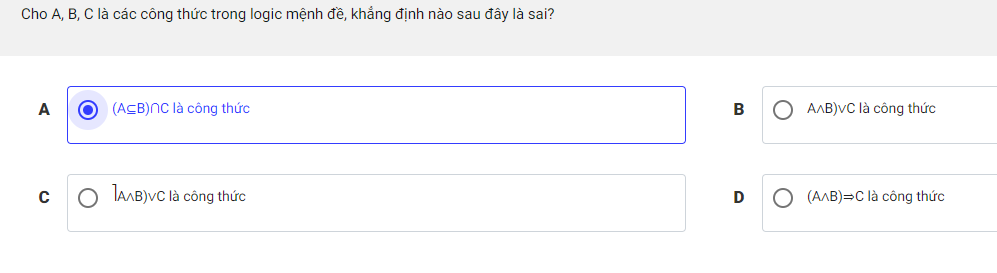 Cho A, B, C là các công thức trong logic mệnh đề, khẳng định nào sau đây là sai?
A (A⊆B)∩C là công thức
B A∧B)∨C là công thức
C ⏋A∧B)∨C là công thức
D (A∧B)⇒C là công thức